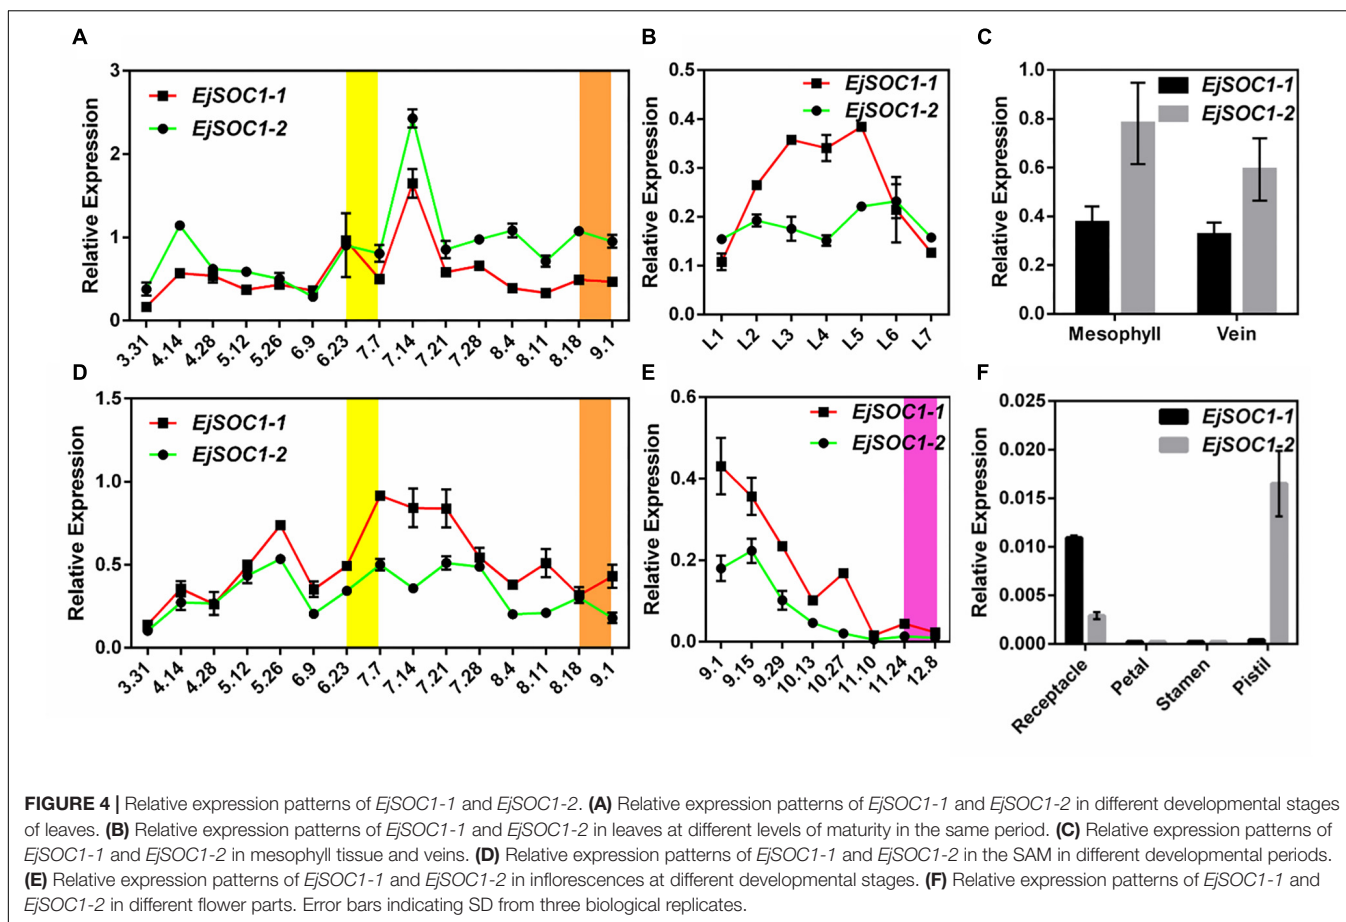 A
Relative Expression
3
2
1
0
EjSOC1-1
EjSOC1-2
3.31
4.14
4.28
5.12
5.26
6.9
6.23
7.7
7.14
7.21
7.28
8.4
8.11
8.18
9.1
B
Relative Expression
0.5
0.4
0.3
0.2
0.1
0.0
EjSOC1-1
EjSOC1-2
L1
L2
L3
L4
L5
L6
L7
C
Relative Expression
1.0
0.8
0.6
0.4
0.2
0.0
EjSOC1-1
EjSOC1-2
Mesophyll
Vein
D
Relative Expression
1.5
1.0
0.5
0.0
EjSOC1-1
EjSOC1-2
3.31
4.14
4.28
5.12
5.26
6.9
6.23
7.7
7.14
7.21
7.28
8.4
8.11
8.18
9.1
E
Relative Expression
0.6
0.4
0.2
0.0
EjSOC1-1
EjSOC1-2
9.1
9.15
9.29
10.13
10.27
11.10
11.24
12.8
F
Relative Expression
0.025
0.020
0.015
0.010
0.005
0.000
EjSOC1-1
EjSOC1-2
Receptacle
Petal
Stamen
Pistil
FIGURE 4 | Relative expression patterns of EjSOC1-1 and EjSOC1-2. (A) Relative expression patterns of EjSOC1-1 and EjSOC1-2 in different developmental stages
of leaves. (B) Relative expression patterns of EjSOC1-1 and EjSOC1-2 in leaves at different levels of maturity in the same period. (C) Relative expression patterns of
EjSOC1-1 and EjSOC1-2 in mesophyll tissue and veins. (D) Relative expression patterns of EjSOC1-1 and EjSOC1-2 in the SAM in different developmental periods.
(E) Relative expression patterns of EjSOC1-1 and EjSOC1-2 in inflorescences at different developmental stages. (F) Relative expression patterns of EjSOC1-1 and
EjSOC1-2 in different flower parts. Error bars indicating SD from three biological replicates.